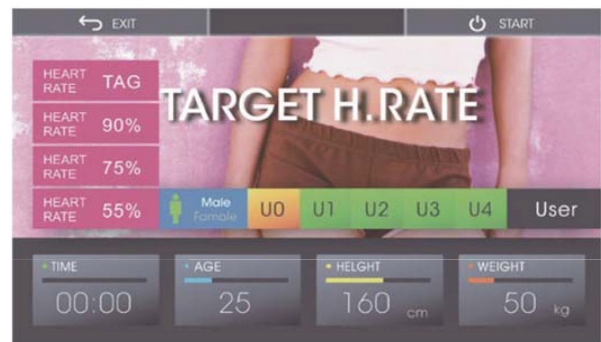 EXIT
START
HEART RATE TAG
TARGET H.RATE
HEART RATE 90%
HEART RATE 75%
HEART RATE 55%
Male
Famole
U0 U1 U2 U3 U4 User
TIME
00:00
AGE
25
HELGHT
160 cm
WEIGHT
50 kg